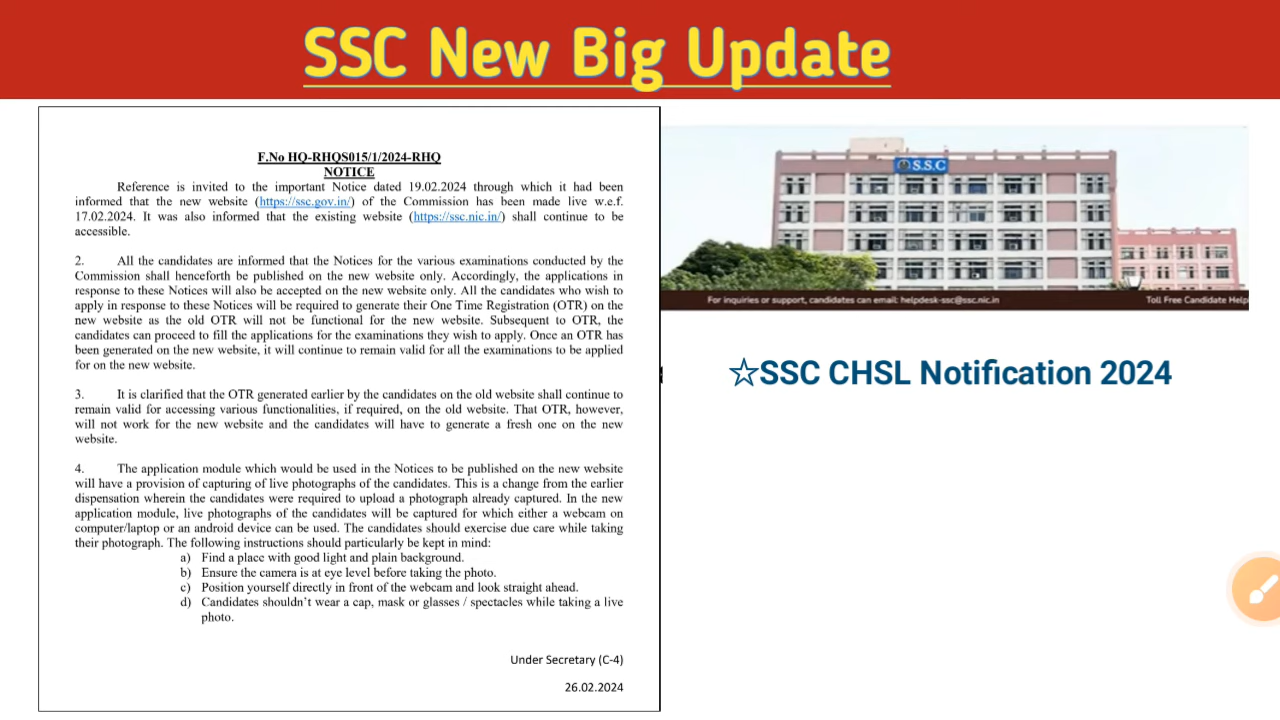 SSC New Big Update
F.No HQ-RHQS015/1/2024-RHQ
NOTICE
Reference is invited to the important Notice dated 19.02.2024 through which it had been
informed that the new website (https://ssc.gov.in/) of the Commission has been made live w.e.f.
17.02.2024. It was also informed that the existing website (https://ssc.nic.in/) shall continue to be
accessible.
2. All the candidates are informed that the Notices for the various examinations conducted by the
Commission shall henceforth be published on the new website only. Accordingly, the applications in
response to these Notices will also be accepted on the new website only. All the candidates who wish to
apply in response to these Notices will be required to generate their One Time Registration (OTR) on the
new website as the old OTR will not be functional for the new website. Subsequent to OTR, the
candidates can proceed to fill the applications for the examinations they wish to apply. Once an OTR has
been generated on the new website, it will continue to remain valid for all the examinations to be applied
for on the new website.
3. It is clarified that the OTR generated earlier by the candidates on the old website shall continue to
remain valid for accessing various functionalities, if required, on the old website. That OTR, however,
will not work for the new website and the candidates will have to generate a fresh one on the new
website.
4. The application module which would be used in the Notices to be published on the new website
will have a provision of capturing of live photographs of the candidates. This is a change from the earlier
dispensation wherein the candidates were required to upload a photograph already captured. In the new
application module, live photographs of the candidates will be captured for which either a webcam on
computer/laptop or an android device can be used. The candidates should exercise due care while taking
their photograph. The following instructions should particularly be kept in mind:
a) Find a place with good light and plain background.
b) Ensure the camera is at eye level before taking the photo.
c) Position yourself directly in front of the webcam and look straight ahead.
d) Candidates shouldn't wear a cap, mask or glasses / spectacles while taking a live
photo.
Under Secretary (C-4)
26.02.2024
S.S.C
For inquiries or support, candidates can email: helpdesk-ssc@ssc.nic.in
Toll Free Candidate Help
☆SSC CHSL Notification 2024